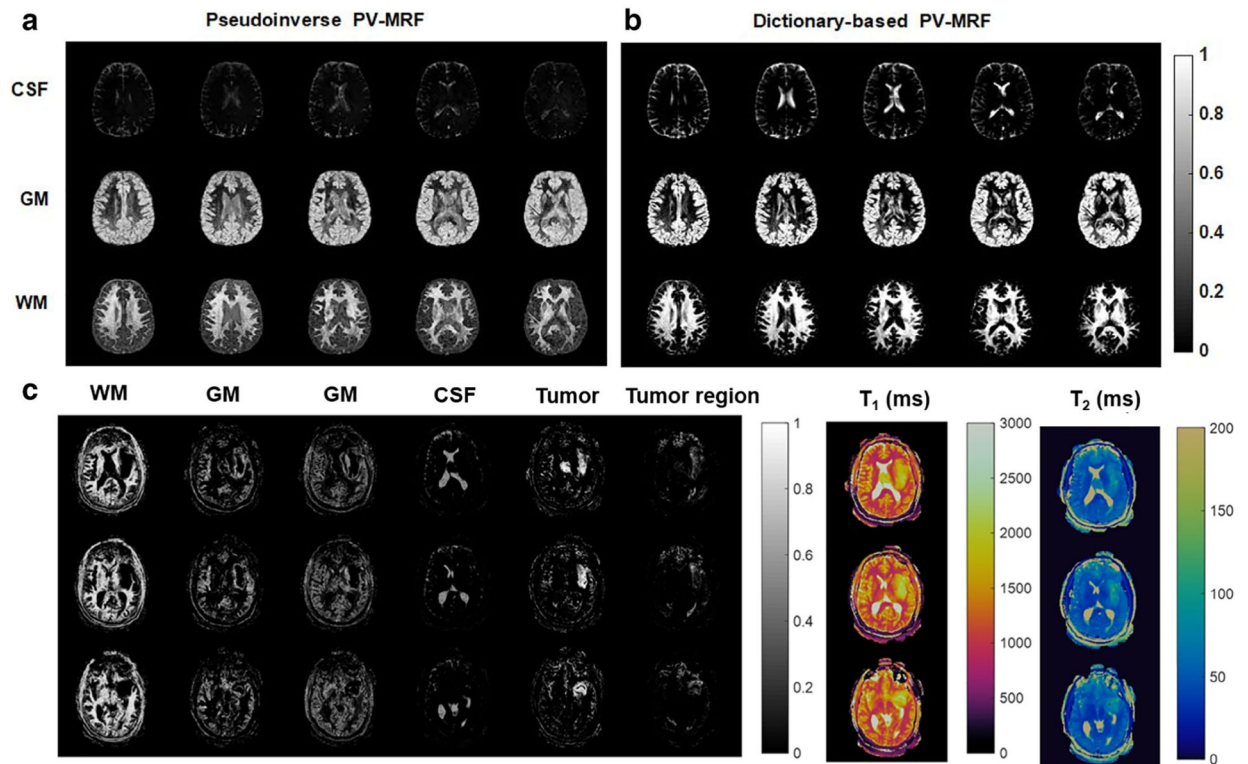 a
Pseudoinverse PV-MRF
b
Dictionary-based PV-MRF
CSF
GM
WM
1
0.8
0.6
0.4
0.2
0
c
WM GM GM CSF Tumor Tumor region
1
0.8
0.6
0.4
0.2
0
T₁ (ms)
3000
2500
2000
1500
1000
500
0
T₂ (ms)
200
150
100
50
0